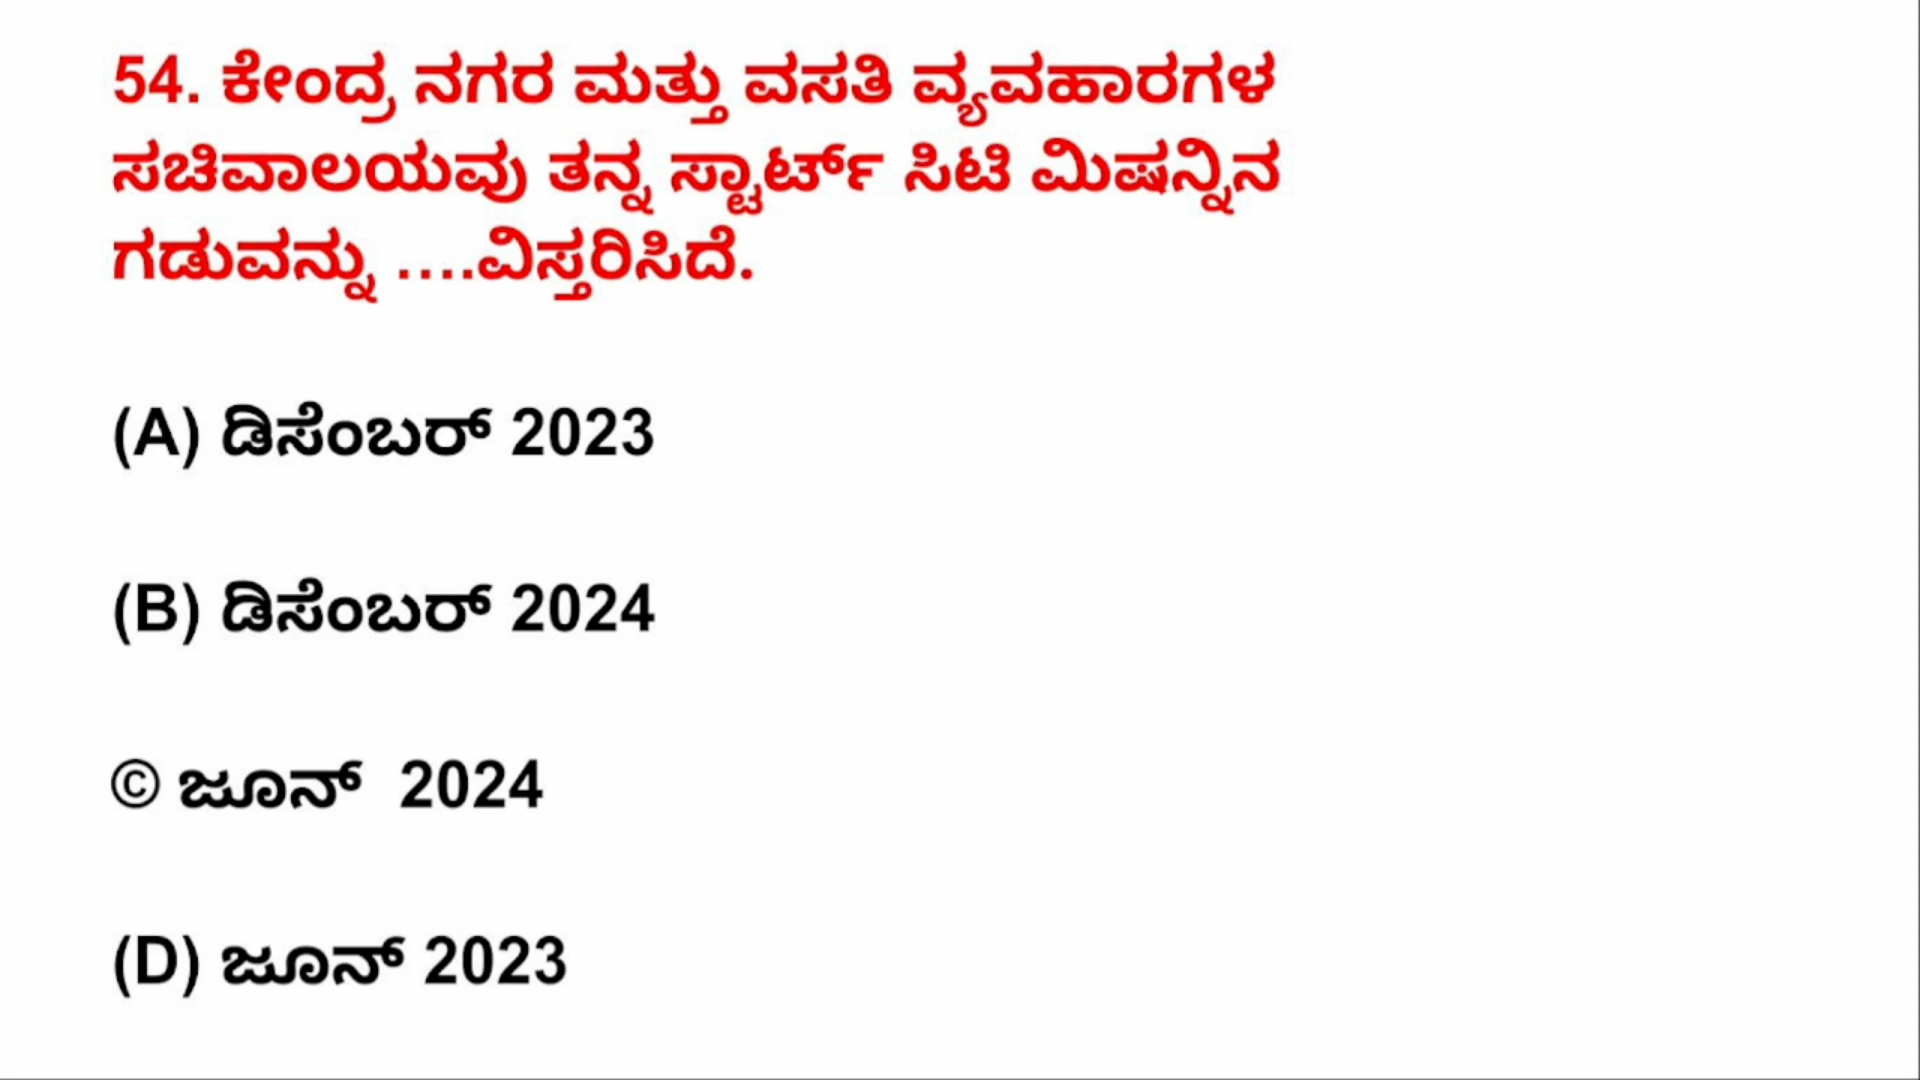 54. ಕೇಂದ್ರ ನಗರ ಮತ್ತು ವಸತಿ ವ್ಯವಹಾರಗಳ
ಸಚಿವಾಲಯವು ತನ್ನ ಸ್ಟಾರ್ಟ್ ಸಿಟಿ ಮಿಷನ್ನಿನ
ಗಡುವನ್ನು ....ವಿಸ್ತರಿಸಿದೆ.
(A) ಡಿಸೆಂಬರ್ 2023
(B) ಡಿಸೆಂಬರ್ 2024
© ಜೂನ್ 2024
(D) ಜೂನ್ 2023